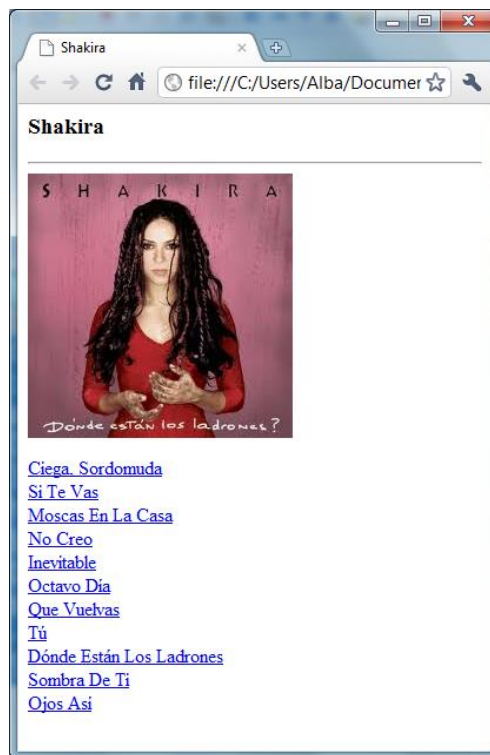 Shakira
file:///C:/Users/Alba/Documer
Shakira
SHAKIRA
Dónde están los ladrones?
Ciega. Sordomuda
Si Te Vas
Moscas En La Casa
No Creo
Inevitable
Octavo Día
Que Vuelvas
Tú
Dónde Están Los Ladrones
Sombra De Ti
Ojos Así